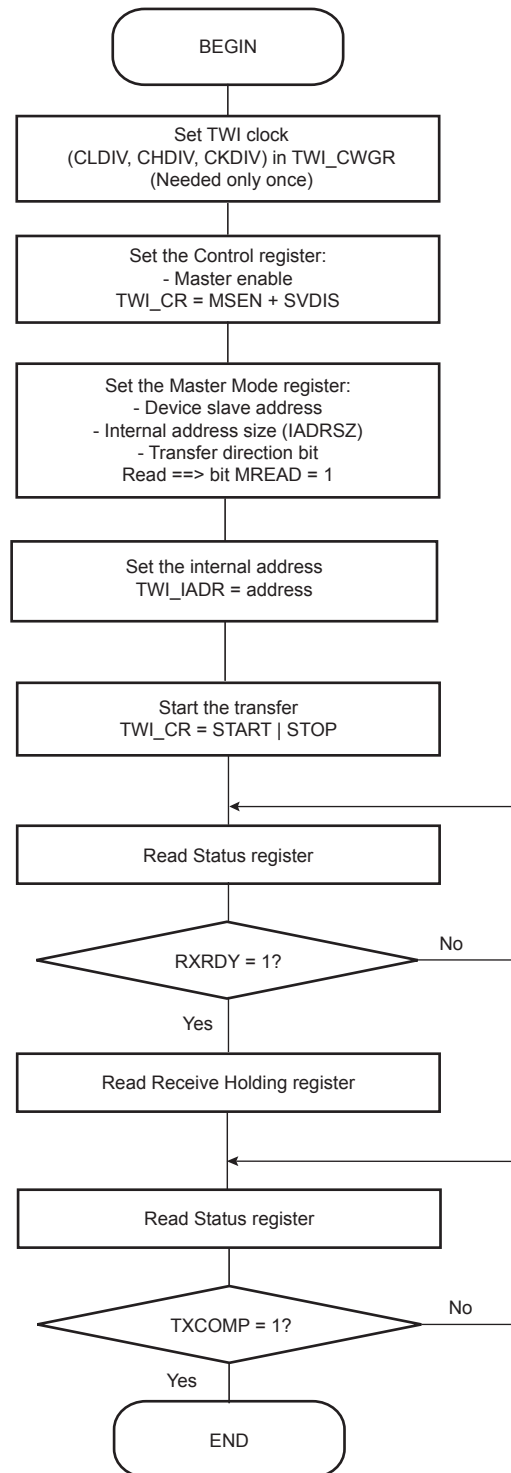 BEGIN
Set TWI clock
(CLDIV, CHDIV, CKDIV) in TWI_CWGR
(Needed only once)
Set the Control register:
- Master enable
TWI_CR = MSEN + SVDIS
Set the Master Mode register:
- Device slave address
- Internal address size (IADRSZ)
- Transfer direction bit
Read ==> bit MREAD = 1
Set the internal address
TWI_IADR = address
Start the transfer
TWI_CR = START | STOP
Read Status register
RXRDY = 1?
No
Yes
Read Receive Holding register
Read Status register
TXCOMP = 1?
No
Yes
END